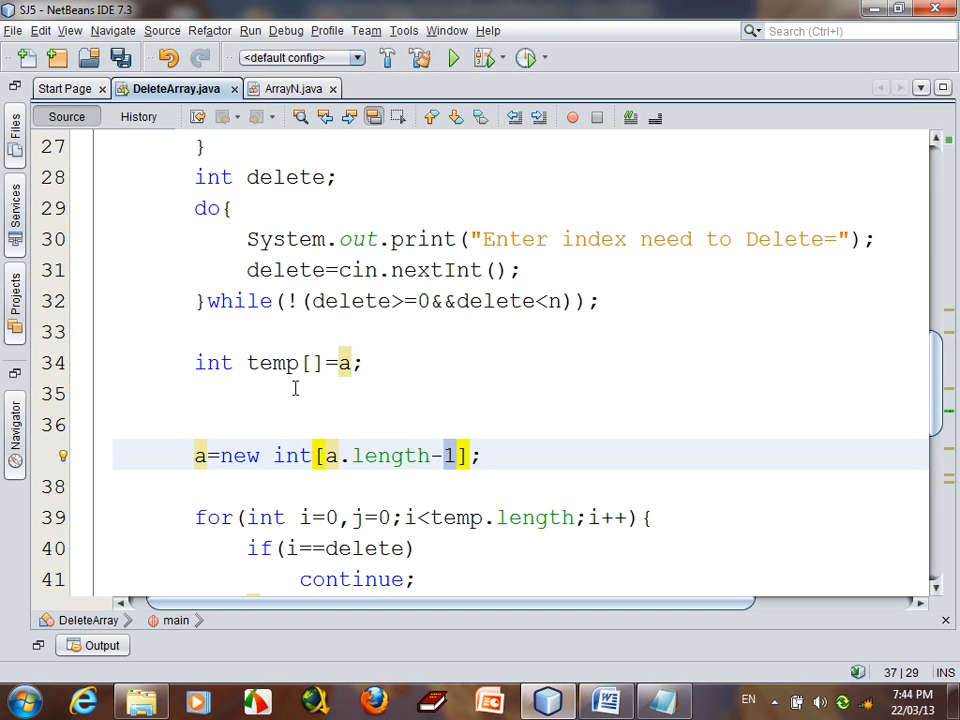 SJ5 - NetBeans IDE 7.3
File Edit View Navigate Source Refactor Run Debug Profile Team Tools Window Help
Search (Ctrl+I)
<default config>
Start Page DeleteArray.java ArrayN.java
Source History
Files
Services
Projects
Navigator
27 }
28 int delete;
29 do{
30 System.out.print("Enter index need to Delete=");
31 delete=cin.nextInt();
32 }while(!(delete>=0&&delete<n));
33
34 int temp[]=a;
35
36
a=new int[a.length-1];
38
39 for(int i=0,j=0;i<temp.length;i++){
40 if(i==delete)
41 continue;
DeleteArray main
Output
37|29 INS
EN
7:44 PM
22/03/13